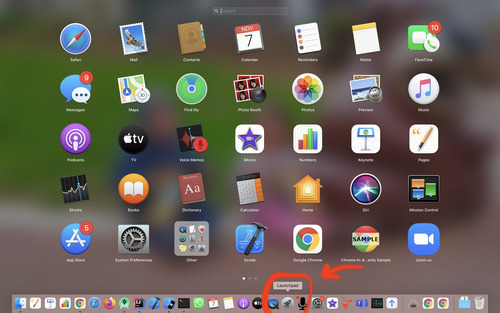 Search
Safari
Mail
Contacts
NOV
7
Calendar
Reminders
Notes
10
FaceTime
9
Messages
Maps
Find My
Photo Booth
Photos
Preview
Music
Podcasts
tv
TV
Voice Memos
iMovie
Numbers
Keynote
Pages
Stocks
Books
Aa
Dictionary
Calculator
Home
Siri
Mission Control
5
App Store
System Preferences
Other
Xcode
Google Chrome
SAMPLE
Chrome In-A...ents Sample
zoom.us
Launchpad